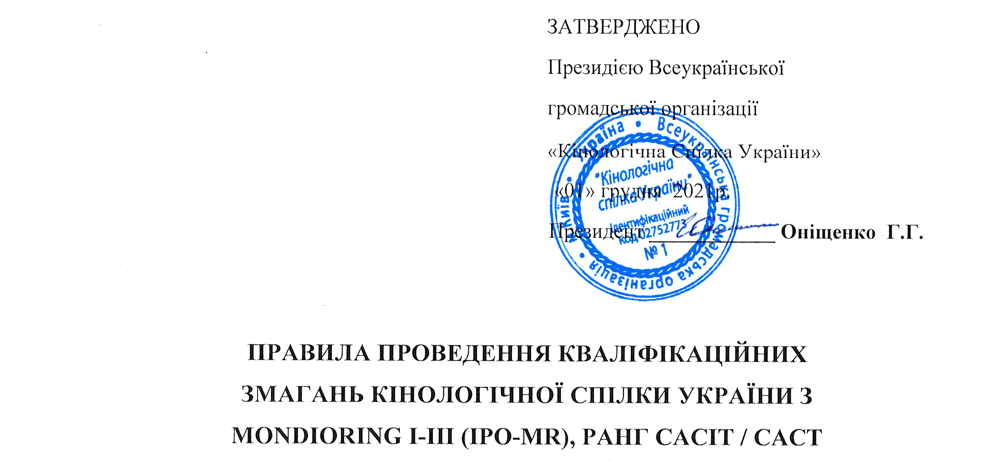 ЗАТВЕРДЖЕНО
Президією Всеукраїнської
громадської організації
«Кінологічна Спілка України»
«01» грудня 2021р.
Президент Оніщенко Г.Г.
Всеукраїнська громадська організація • м.Київ • Україна •
"Кінологічна
спілка України"
Ідентифікаційний
код 02752773
№ 1
ПРАВИЛА ПРОВЕДЕННЯ КВАЛІФІКАЦІЙНИХ
ЗМАГАНЬ КІНОЛОГІЧНОЇ СПІЛКИ УКРАЇНИ З
MONDIORING I-III (IPO-MR), РАНГ CACIT / CACT